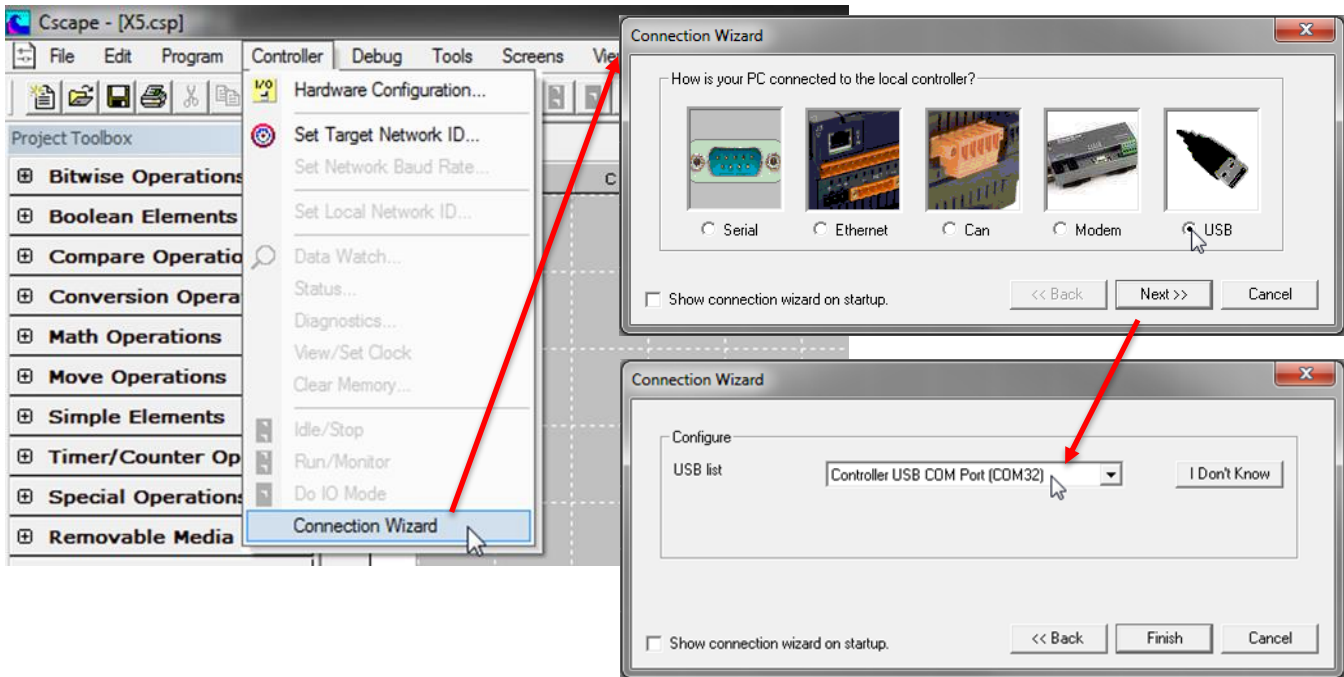 Cscape - [X5.csp]
File Edit Program Controller Debug Tools Screens
I/O
Hardware Configuration...
Project Toolbox
Set Target Network ID...
Set Network Baud Rate...
Set Local Network ID...
Data Watch...
Status...
Diagnostics...
View/Set Clock
Clear Memory...
Idle/Stop
Run/Monitor
Do IO Mode
Connection Wizard
Bitwise Operations
Boolean Elements
Compare Operatio
Conversion Opera
Math Operations
Move Operations
Simple Elements
Timer/Counter Op
Special Operations
Removable Media
C
Connection Wizard
How is your PC connected to the local controller?
Serial Ethernet Can Modem USB
Show connection wizard on startup.
<< Back Next >> Cancel
Connection Wizard
Configure
USB list
Controller USB COM Port (COM32)
I Don't Know
Show connection wizard on startup.
<< Back Finish Cancel